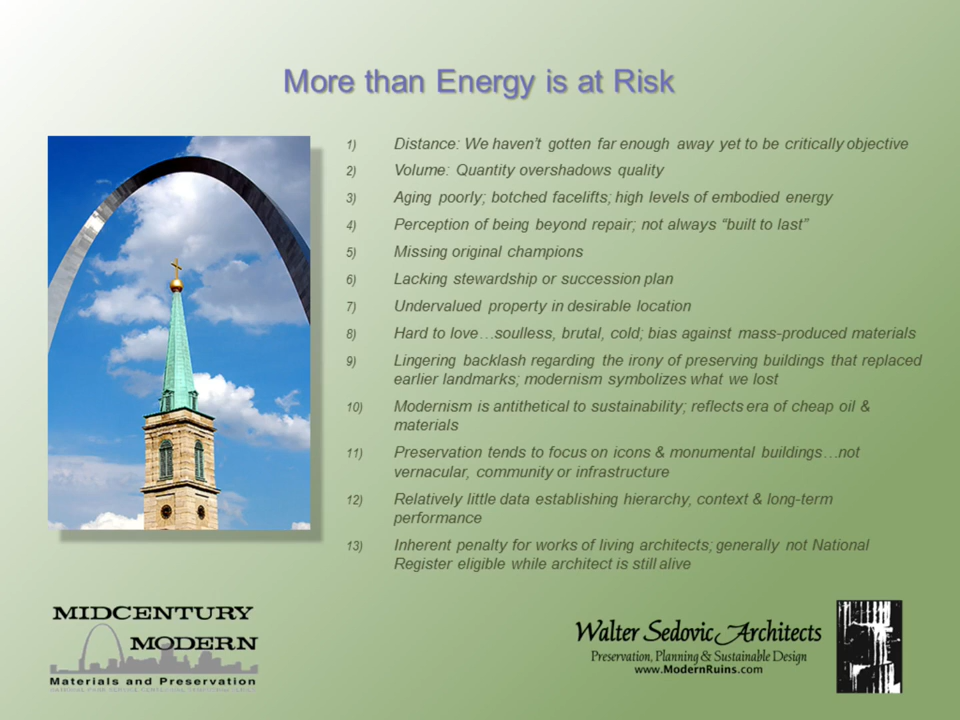 More than Energy is at Risk
1) Distance: We haven't gotten far enough away yet to be critically objective
2) Volume: Quantity overshadows quality
3) Aging poorly; botched facelifts; high levels of embodied energy
4) Perception of being beyond repair; not always “built to last”
5) Missing original champions
6) Lacking stewardship or succession plan
7) Undervalued property in desirable location
8) Hard to love…soulless, brutal, cold; bias against mass-produced materials
9) Lingering backlash regarding the irony of preserving buildings that replaced
earlier landmarks; modernism symbolizes what we lost
10) Modernism is antithetical to sustainability; reflects era of cheap oil &
materials
11) Preservation tends to focus on icons & monumental buildings…not
vernacular, community or infrastructure
12) Relatively little data establishing hierarchy, context & long-term
performance
13) Inherent penalty for works of living architects; generally not National
Register eligible while architect is still alive
MIDCENTURY
MODERN
Materials and Preservation
Walter Sedovic Architects
Preservation, Planning & Sustainable Design
www.ModernRuins.com